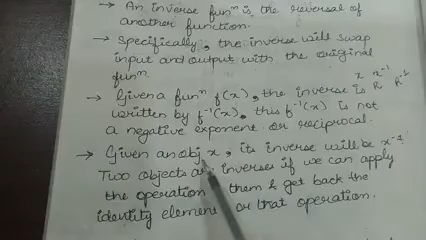 → An inverse funⁿ is the reversal of
another function.
→ Specifically, the inverse will swap
input and output with the original
funⁿ.
x x⁻¹
→ Given a funⁿ f(x), the inverse is R R⁻¹
written by f⁻¹(x), this f⁻¹(x) is not
a negative exponent or reciprocal.
→ Given an obj x, its inverse will be x⁻¹
Two objects are inverses if we can apply
the operation them & get back the
identity element that operation.